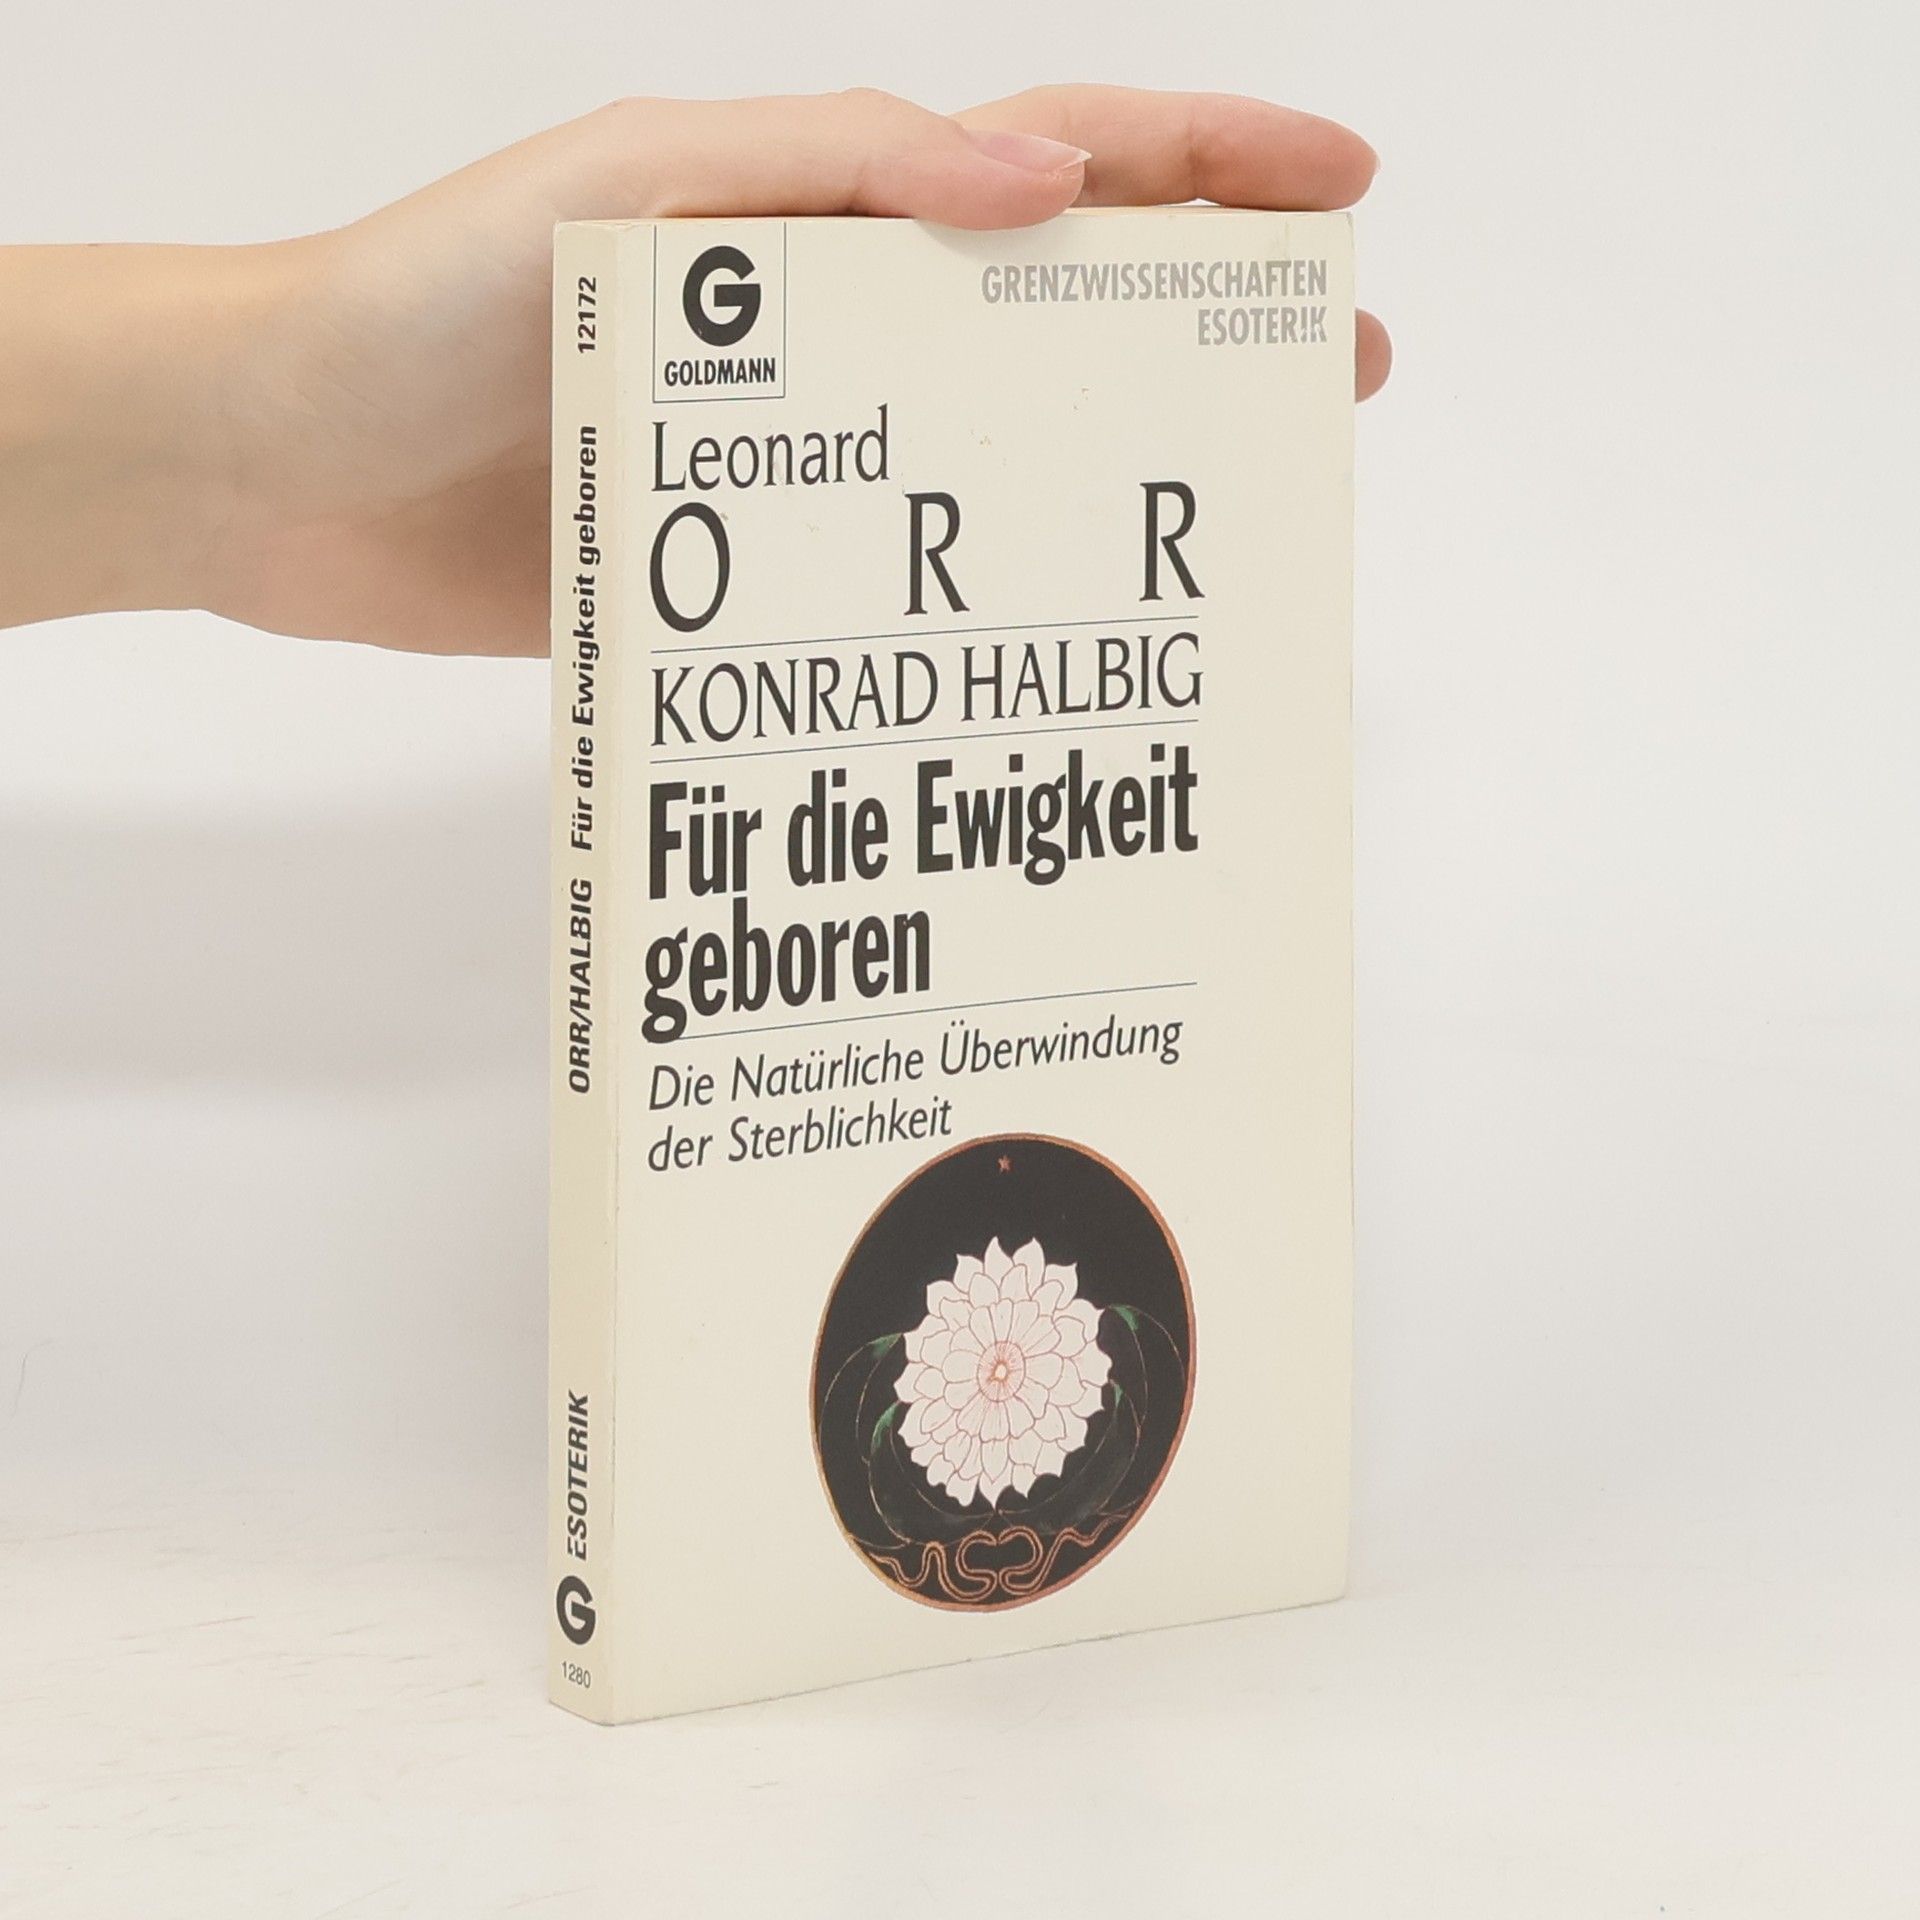 G
GOLDMANN
GRENZWISSENSCHAFTEN
ESOTERIK
Leonard
ORR
KONRAD HALBIG
Für die Ewigkeit
geboren
Die Natürliche Überwindung
der Sterblichkeit
ORR/HALBIG Für die Ewigkeit geboren 12172
G ESOTERIK
1280